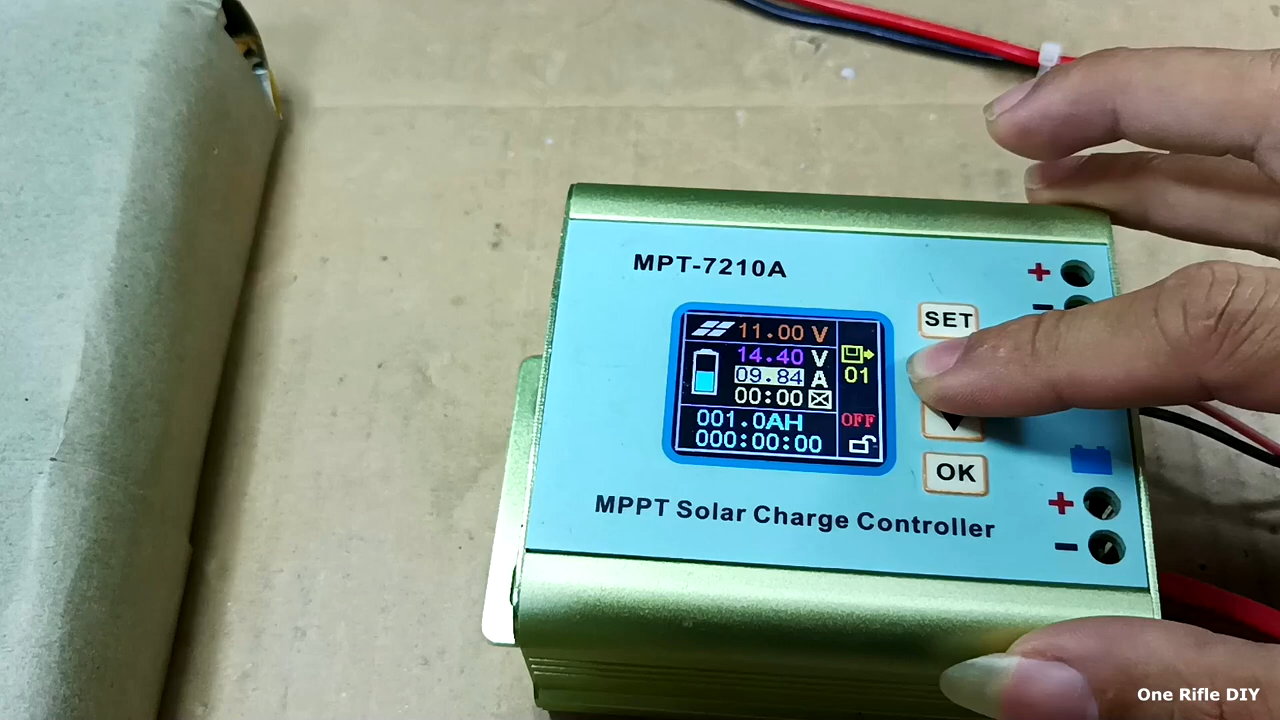 MPT-7210A
11.00 V
14.40 V
09.84 A
00:00
01
001.0AH
OFF
000:00:00
SET
OK
+
-
+
-
MPPT Solar Charge Controller
One Rifle DIY